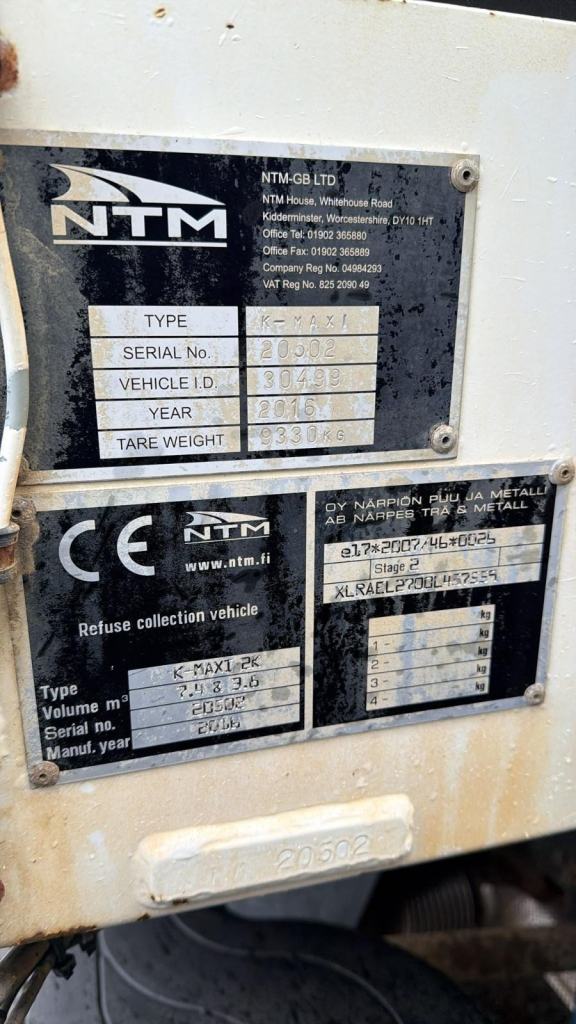 NTM
NTM-GB LTD
NTM House, Whitehouse Road
Kidderminster, Worcestershire, DY10 1HT
Office Tel: 01902 365880
Office Fax: 01902 365889
Company Reg No. 04984293
VAT Reg No. 825 2090 49
TYPE K-MAXI
SERIAL No. 20502
VEHICLE I.D. 30499
YEAR 2016
TARE WEIGHT 9330KG
CE NTM
www.ntm.fi
Refuse collection vehicle
Type K-MAXI 2K
Volume m³ 7.4 & 3.6
Serial no. 20502
Manuf. year 2016
OY NÄRPIÖN PUU JA METALLI
AB NÄRPES TRÄ & METALL
e17*2007/46*0026
Stage 2
kg
1- kg
2- kg
3- kg
4- kg
20502